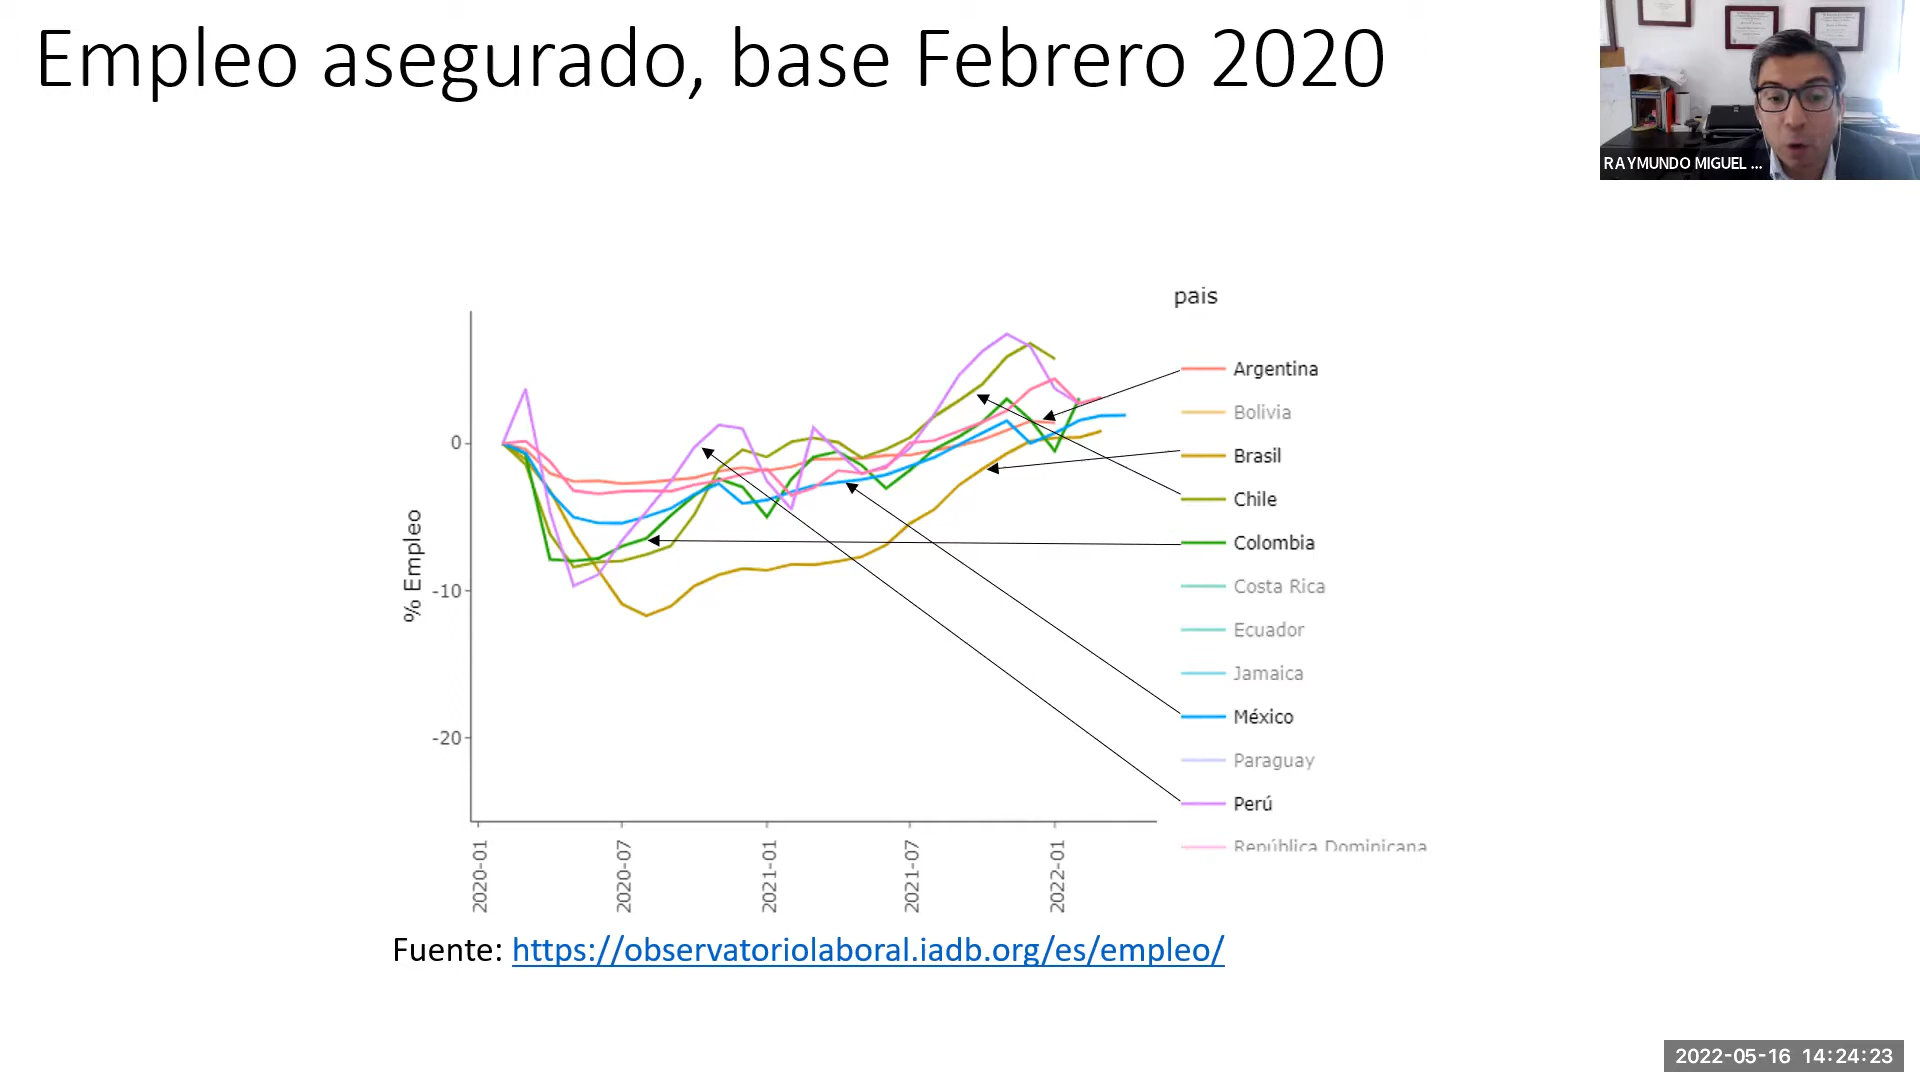 Empleo asegurado, base Febrero 2020
RAYMUNDO MIGUEL ...
pais
Argentina
Bolivia
Brasil
Chile
Colombia
Costa Rica
Ecuador
Jamaica
México
Paraguay
Perú
República Dominicana
% Empleo
0
-10
-20
2020-01
2020-07
2021-01
2021-07
2022-01
Fuente: https://observatoriolaboral.iadb.org/es/empleo/
2022-05-16 14:24:23